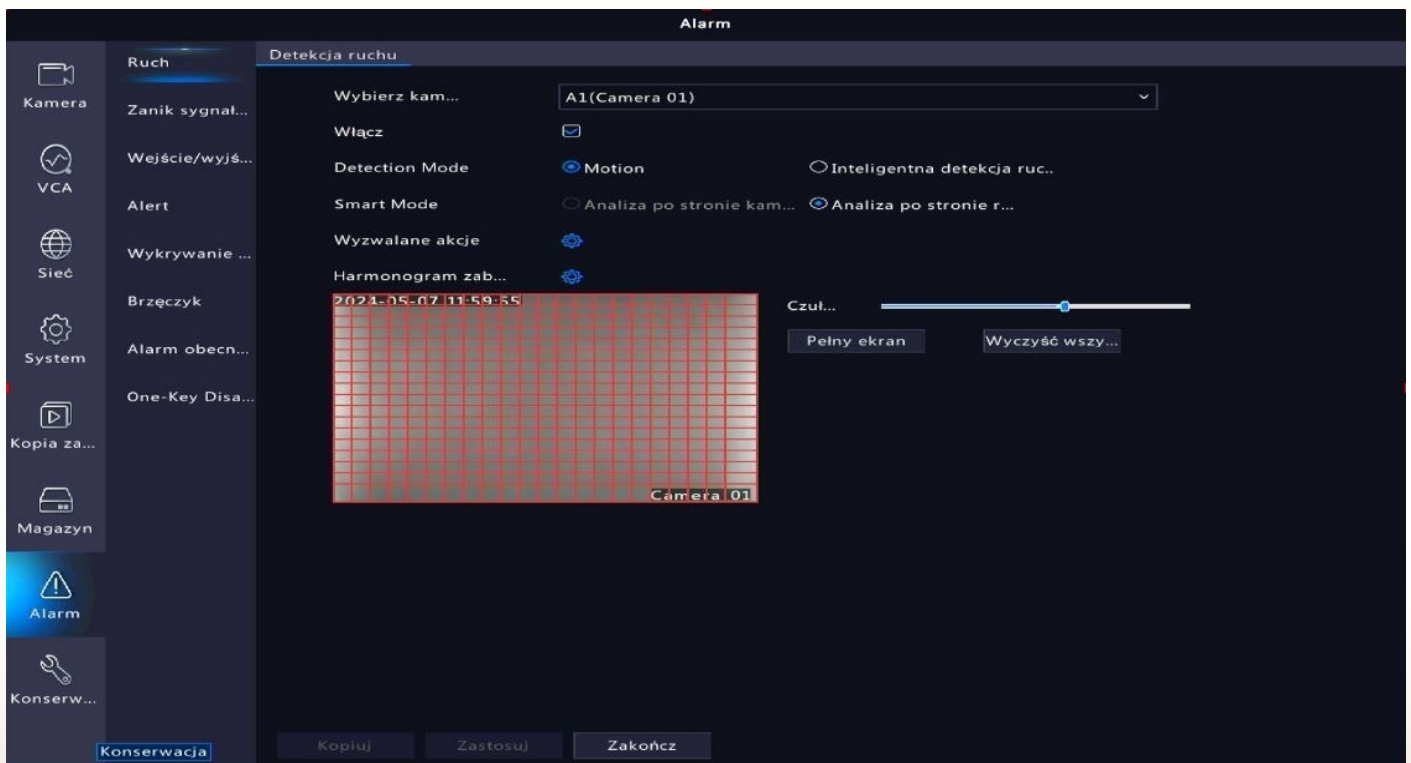 Alarm
Kamera
VCA
Sieć
System
Kopia za...
Magazyn
Alarm
Konserw...
Konserwacja
Ruch
Zanik sygnał...
Wejście/wyjś...
Alert
Wykrywanie ...
Brzęczyk
Alarm obecn...
One-Key Disa...
Detekcja ruchu
Wybierz kam... A1(Camera 01)
Włącz
Detection Mode Motion Inteligentna detekcja ruc..
Smart Mode Analiza po stronie kam... Analiza po stronie r...
Wyzwalane akcje
Harmonogram zab...
2024-05-07 11:59:55
Camera 01
Czuł...
Pełny ekran Wyczyść wszy...
Kopiuj Zastosuj Zakończ